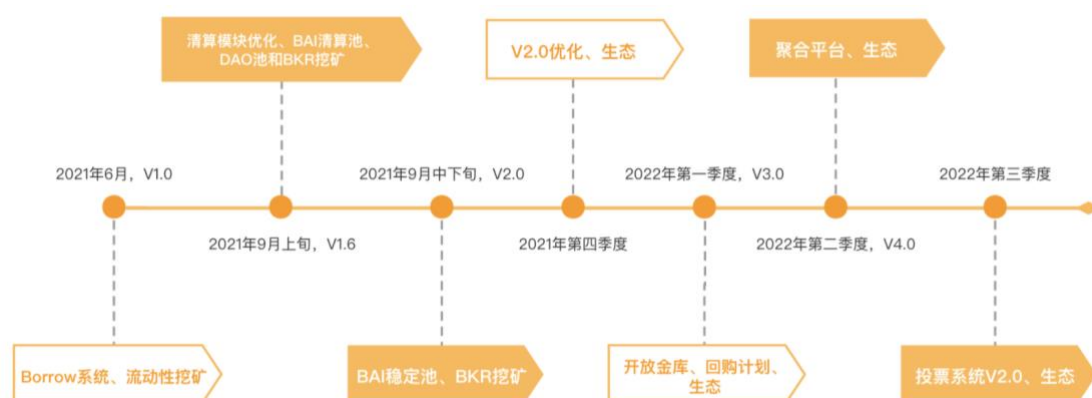 清算模块优化、BAI清算池、
DAO池和BKR挖矿
V2.0优化、生态
聚合平台、生态
2021年6月，V1.0
2021年9月中下旬，V2.0
2022年第一季度，V3.0
2022年第三季度
2021年9月上旬，V1.6
2021年第四季度
2022年第二季度，V4.0
Borrow系统、流动性挖矿
BAI稳定池、BKR挖矿
开放金库、回购计划、
生态
投票系统V2.0、生态